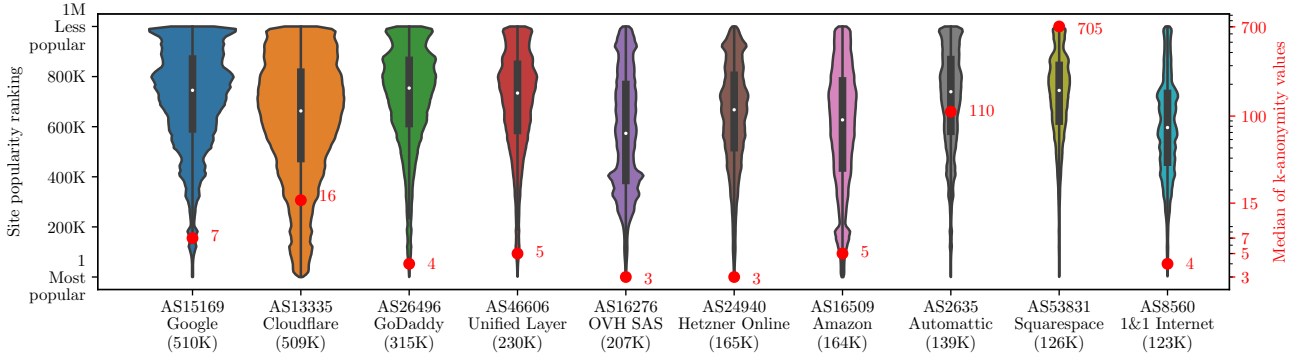 1M
Less
popular
800K
600K
400K
200K
1
Most
popular
Site popularity ranking
7
16
4
5
3
3
5
110
705
4
700
100
15
7
5
3
Median of k-anonymity values
AS15169
Google
(510K)
AS13335
Cloudflare
(509K)
AS26496
GoDaddy
(315K)
AS46606
Unified Layer
(230K)
AS16276
OVH SAS
(207K)
AS24940
Hetzner Online
(165K)
AS16509
Amazon
(164K)
AS2635
Automattic
(139K)
AS53831
Squarespace
(126K)
AS8560
1&1 Internet
(123K)